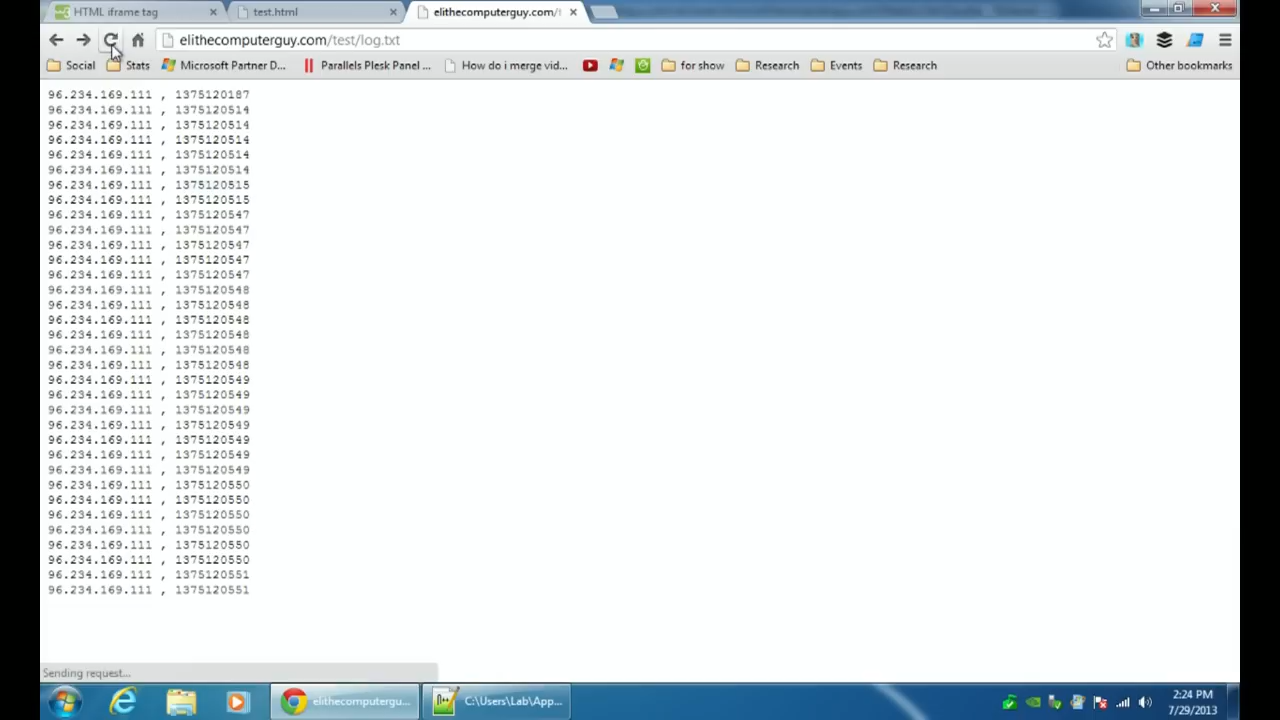 HTML iframe tag
test.html
elithecomputerguy.com/
elithecomputerguy.com/test/log.txt
Social Stats Microsoft Partner D... Parallels Plesk Panel ... How do i merge vid... for show Research Events Research Other bookmarks
96.234.169.111 , 1375120187
96.234.169.111 , 1375120514
96.234.169.111 , 1375120514
96.234.169.111 , 1375120514
96.234.169.111 , 1375120514
96.234.169.111 , 1375120514
96.234.169.111 , 1375120515
96.234.169.111 , 1375120515
96.234.169.111 , 1375120547
96.234.169.111 , 1375120547
96.234.169.111 , 1375120547
96.234.169.111 , 1375120547
96.234.169.111 , 1375120547
96.234.169.111 , 1375120548
96.234.169.111 , 1375120548
96.234.169.111 , 1375120548
96.234.169.111 , 1375120548
96.234.169.111 , 1375120548
96.234.169.111 , 1375120548
96.234.169.111 , 1375120549
96.234.169.111 , 1375120549
96.234.169.111 , 1375120549
96.234.169.111 , 1375120549
96.234.169.111 , 1375120549
96.234.169.111 , 1375120549
96.234.169.111 , 1375120549
96.234.169.111 , 1375120550
96.234.169.111 , 1375120550
96.234.169.111 , 1375120550
96.234.169.111 , 1375120550
96.234.169.111 , 1375120550
96.234.169.111 , 1375120550
96.234.169.111 , 1375120551
96.234.169.111 , 1375120551
Sending request...
elithecomputergu...
C:\Users\Lab\App...
2:24 PM
7/29/2013